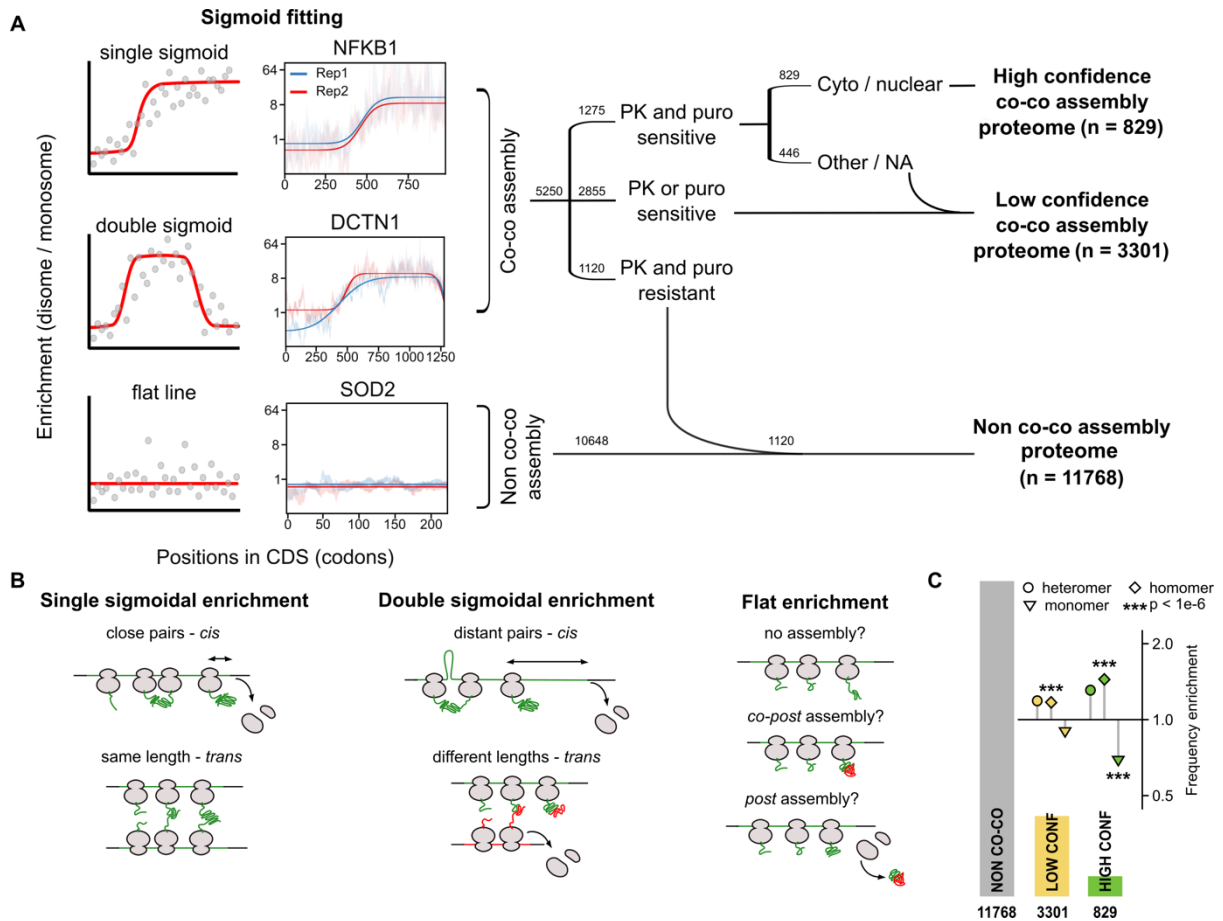 A
Sigmoid fitting
Enrichment (disome / monosome)
single sigmoid
NFKB1
64
8
1
Rep1
Rep2
0
250
500
750
double sigmoid
DCTN1
64
8
1
0
500
750
1000
1250
flat line
SOD2
64
8
1
0
50
100
150
200
Positions in CDS (codons)
Co-co assembly
Non co-co
assembly
5250
1275
PK and puro
sensitive
2855
PK or puro
sensitive
1120
PK and puro
resistant
829
Cyto / nuclear
446
Other / NA
High confidence
co-co assembly
proteome (n = 829)
Low confidence
co-co assembly
proteome (n = 3301)
10648
1120
Non co-co assembly
proteome
(n = 11768)
B
Single sigmoidal enrichment
close pairs - cis
same length - trans
Double sigmoidal enrichment
distant pairs - cis
different lengths - trans
Flat enrichment
no assembly?
co-post assembly?
post assembly?
C
heteromer
homomer
monomer
*** p < 1e-6
***
***
***
2.0
1.0
0.5
Frequency enrichment
NON CO-CO
LOW CONF
HIGH CONF
11768
3301
829